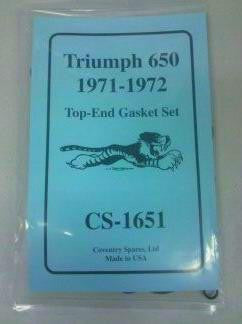 Triumph 650
1971-1972
Top-End Gasket Set
CS-1651
Coventry Spares, Ltd
Made in USA